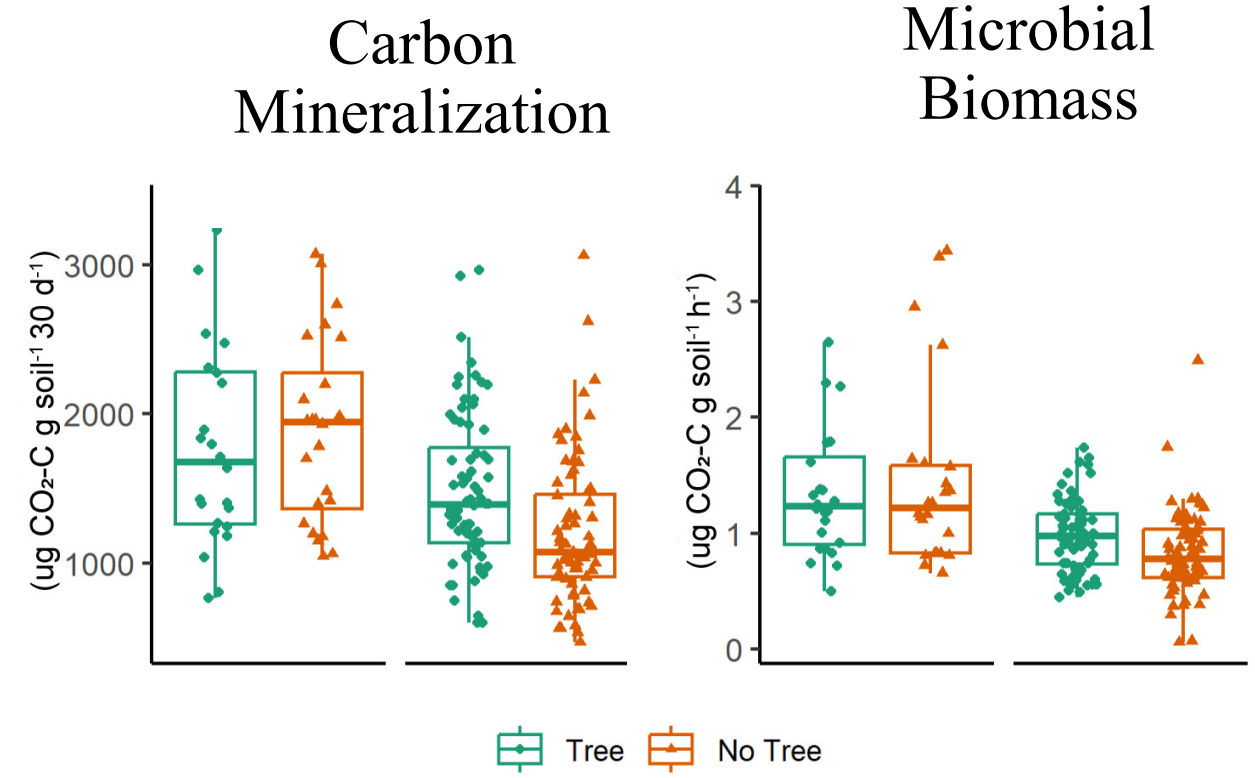 Carbon
Mineralization
Microbial
Biomass
(ug CO₂-C g soil⁻¹ 30 d⁻¹)
3000
2000
1000
(ug CO₂-C g soil⁻¹ h⁻¹)
4
3
2
1
0
Tree
No Tree